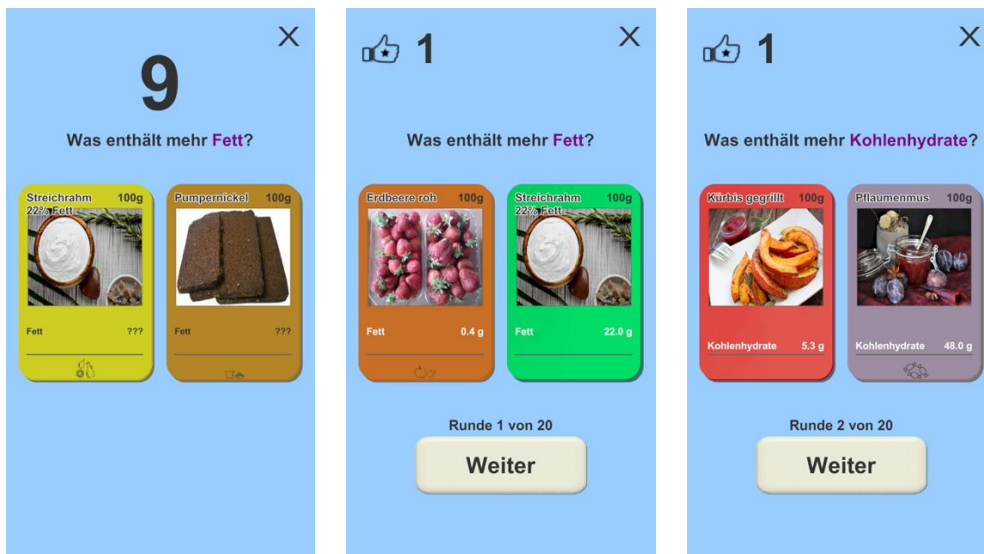 X
9
Was enthält mehr Fett?
Streichrahm 100g
22% Fett
Fett ???
Pumpernickel 100g
Fett ???
1 X
Was enthält mehr Fett?
Erdbeere roh 100g
Fett 0.4 g
Streichrahm 100g
22% Fett
Fett 22.0 g
Runde 1 von 20
Weiter
1 X
Was enthält mehr Kohlenhydrate?
Kürbis gegrillt 100g
Kohlenhydrate 5.3 g
Pflaumenmus 100g
Kohlenhydrate 48.0 g
Runde 2 von 20
Weiter